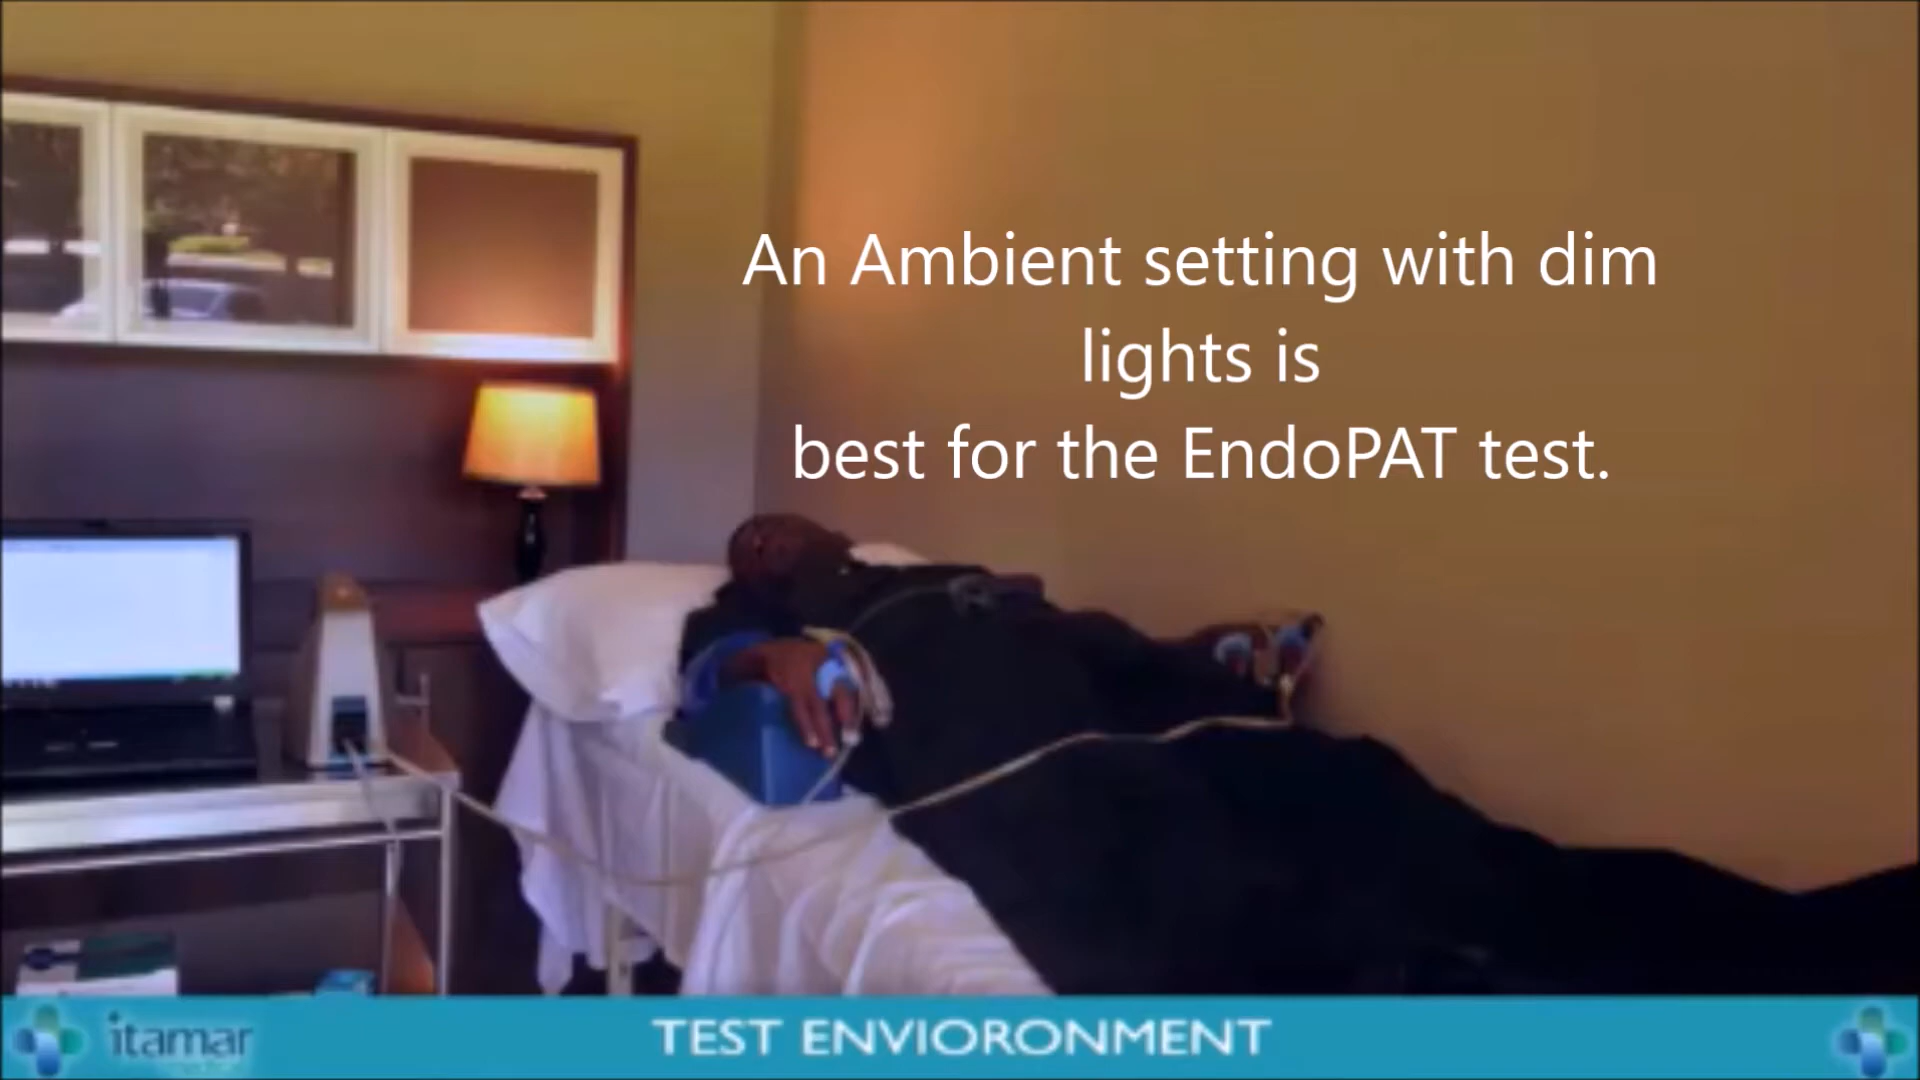 An Ambient setting with dim
lights is
best for the EndoPAT test.
itamar
TEST ENVIORONMENT